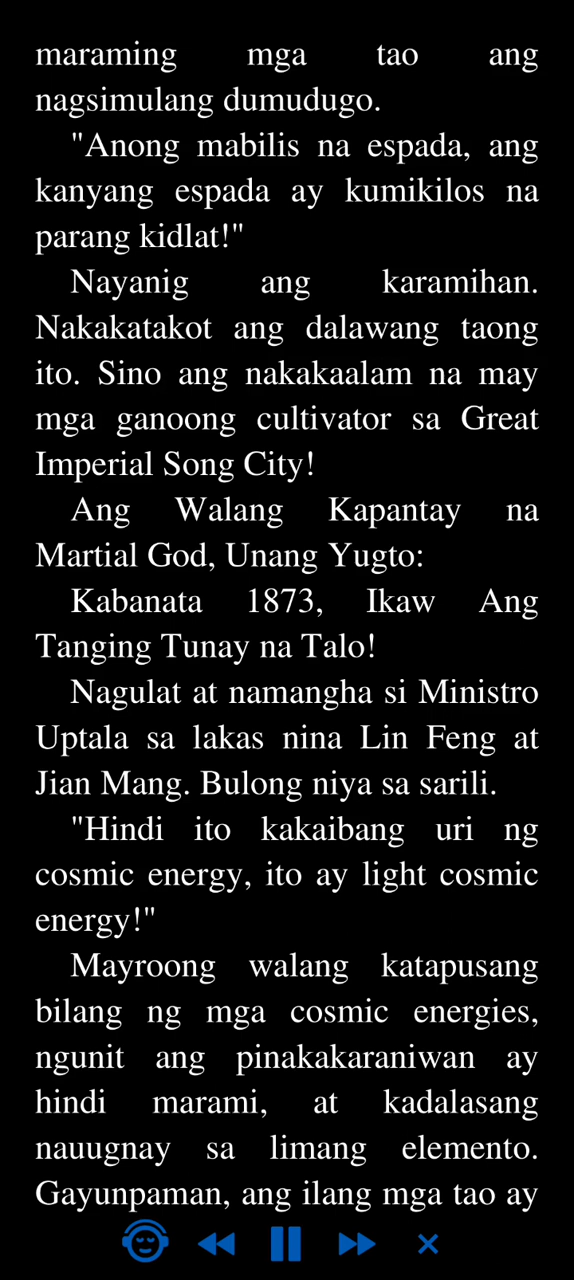 maraming mga tao ang
nagsimulang dumudugo.
"Anong mabilis na espada, ang
kanyang espada ay kumikilos na
parang kidlat!"
Nayanig ang karamihan.
Nakakatakot ang dalawang taong
ito. Sino ang nakakaalam na may
mga ganoong cultivator sa Great
Imperial Song City!
Ang Walang Kapantay na
Martial God, Unang Yugto:
Kabanata 1873, Ikaw Ang
Tanging Tunay na Talo!
Nagulat at namangha si Ministro
Uptala sa lakas nina Lin Feng at
Jian Mang. Bulong niya sa sarili.
"Hindi ito kakaibang uri ng
cosmic energy, ito ay light cosmic
energy!"
Mayroong walang katapusang
bilang ng mga cosmic energies,
ngunit ang pinakakaraniwan ay
hindi marami, at kadalasang
nauugnay sa limang elemento.
Gayunpaman, ang ilang mga tao ay